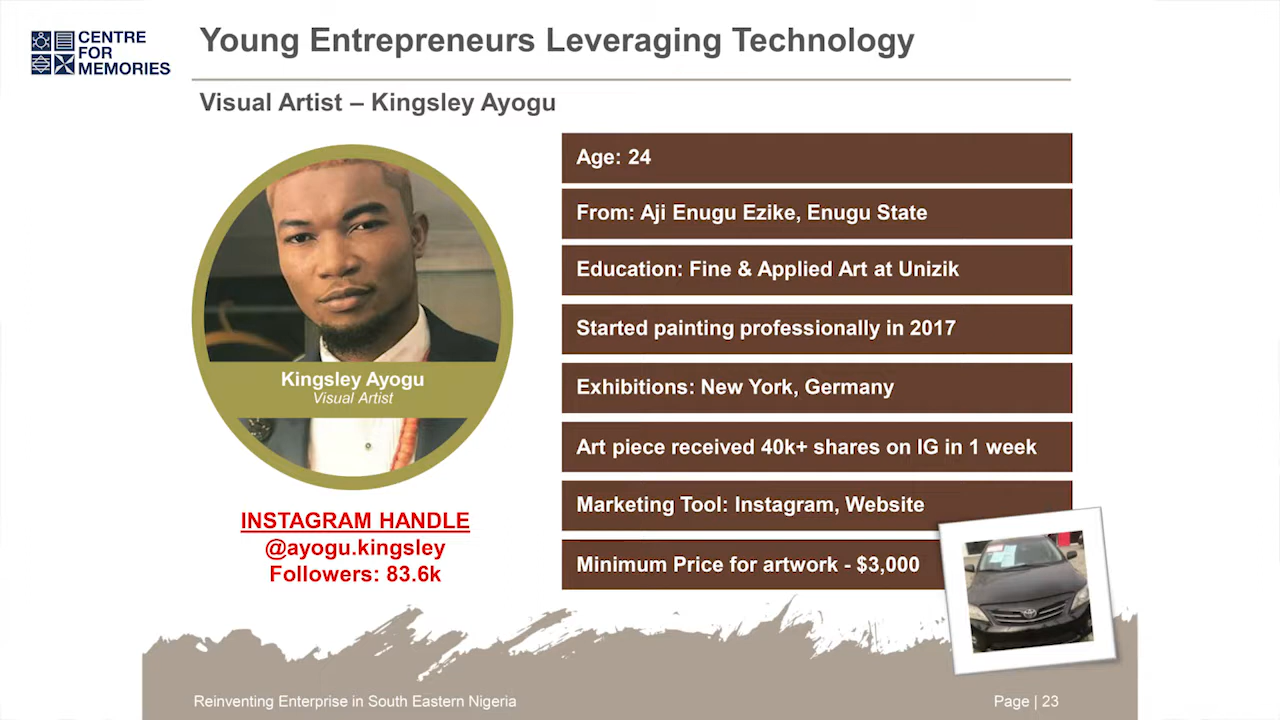 CENTRE
FOR
MEMORIES
Young Entrepreneurs Leveraging Technology
Visual Artist – Kingsley Ayogu
Kingsley Ayogu
Visual Artist
INSTAGRAM HANDLE
@ayogu.kingsley
Followers: 83.6k
Age: 24
From: Aji Enugu Ezike, Enugu State
Education: Fine & Applied Art at Unizik
Started painting professionally in 2017
Exhibitions: New York, Germany
Art piece received 40k+ shares on IG in 1 week
Marketing Tool: Instagram, Website
Minimum Price for artwork - $3,000
Reinventing Enterprise in South Eastern Nigeria
Page | 23